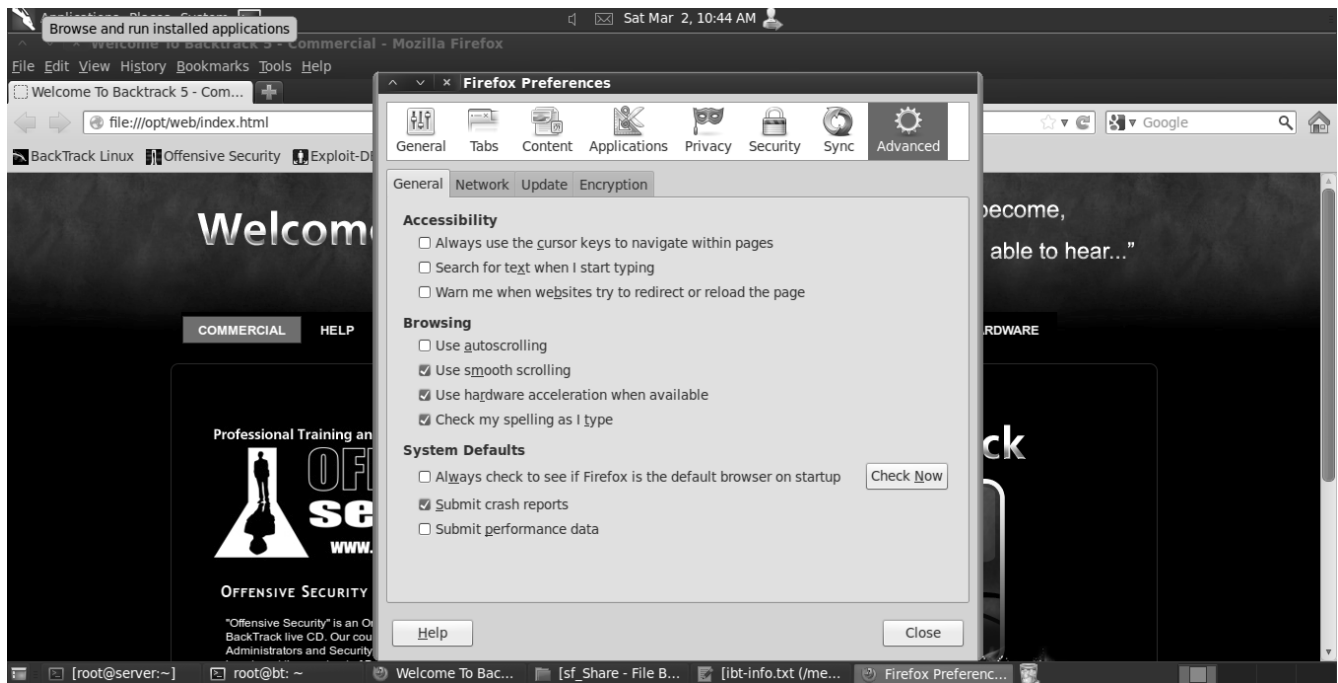 Applications Places System
Sat Mar 2, 10:44 AM
Browse and run installed applications
Welcome To Backtrack 5 - Commercial - Mozilla Firefox
File Edit View History Bookmarks Tools Help
Welcome To Backtrack 5 - Com...
file:///opt/web/index.html
Google
BackTrack Linux Offensive Security Exploit-D
Firefox Preferences
General Tabs Content Applications Privacy Security Sync Advanced
General Network Update Encryption
Accessibility
Always use the cursor keys to navigate within pages
Search for text when I start typing
Warn me when websites try to redirect or reload the page
Browsing
Use autoscrolling
Use smooth scrolling
Use hardware acceleration when available
Check my spelling as I type
System Defaults
Always check to see if Firefox is the default browser on startup
Check Now
Submit crash reports
Submit performance data
Help
Close
Welcom
become,
able to hear..."
COMMERCIAL HELP
RDWARE
Professional Training an
OFF
se
www.
ck
OFFENSIVE SECURITY
"Offensive Security" is an O
BackTrack live CD. Our cou
Administrators and Security
[root@server:~] root@bt: ~ Welcome To Bac... [sf_Share - File B... [ibt-info.txt (/me... Firefox Preferenc...